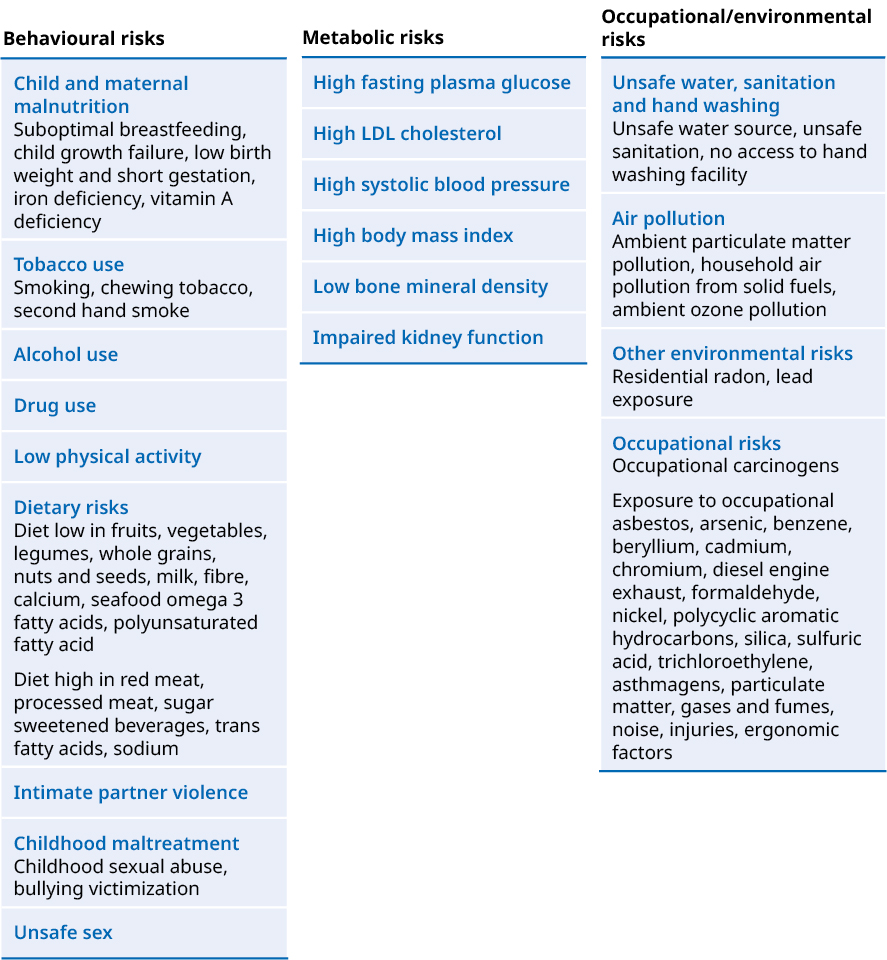 Behavioural risks
Child and maternal
malnutrition
Suboptimal breastfeeding,
child growth failure, low birth
weight and short gestation,
iron deficiency, vitamin A
deficiency
Tobacco use
Smoking, chewing tobacco,
second hand smoke
Alcohol use
Drug use
Low physical activity
Dietary risks
Diet low in fruits, vegetables,
legumes, whole grains,
nuts and seeds, milk, fibre,
calcium, seafood omega 3
fatty acids, polyunsaturated
fatty acid
Diet high in red meat,
processed meat, sugar
sweetened beverages, trans
fatty acids, sodium
Intimate partner violence
Childhood maltreatment
Childhood sexual abuse,
bullying victimization
Unsafe sex
Metabolic risks
High fasting plasma glucose
High LDL cholesterol
High systolic blood pressure
High body mass index
Low bone mineral density
Impaired kidney function
Occupational/environmental
risks
Unsafe water, sanitation
and hand washing
Unsafe water source, unsafe
sanitation, no access to hand
washing facility
Air pollution
Ambient particulate matter
pollution, household air
pollution from solid fuels,
ambient ozone pollution
Other environmental risks
Residential radon, lead
exposure
Occupational risks
Occupational carcinogens
Exposure to occupational
asbestos, arsenic, benzene,
beryllium, cadmium,
chromium, diesel engine
exhaust, formaldehyde,
nickel, polycyclic aromatic
hydrocarbons, silica, sulfuric
acid, trichloroethylene,
asthmagens, particulate
matter, gases and fumes,
noise, injuries, ergonomic
factors